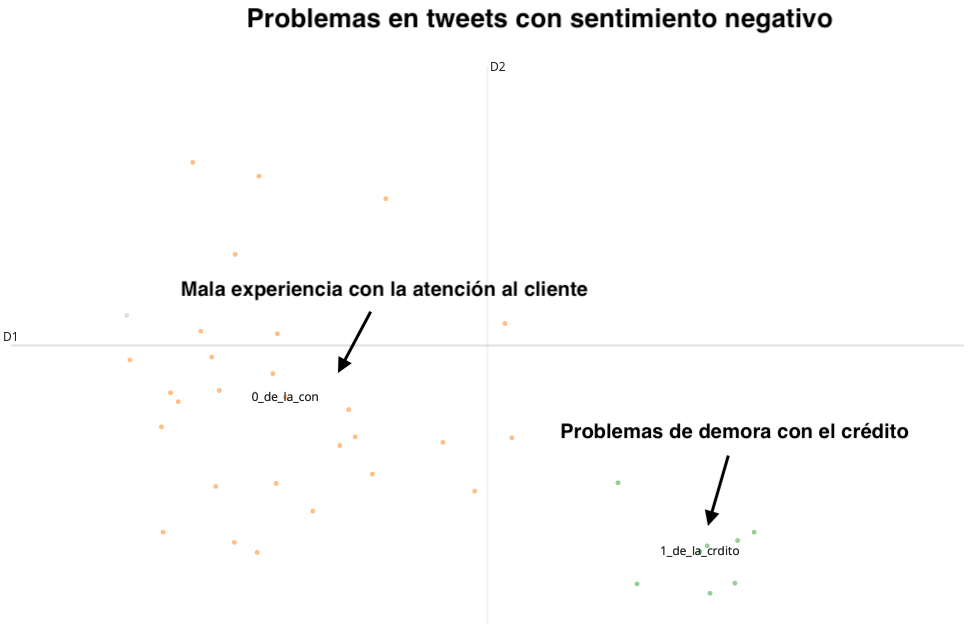 Problemas en tweets con sentimiento negativo
D2
Mala experiencia con la atención al cliente
D1
0_de_la_con
Problemas de demora con el crédito
1_de_la_crdito